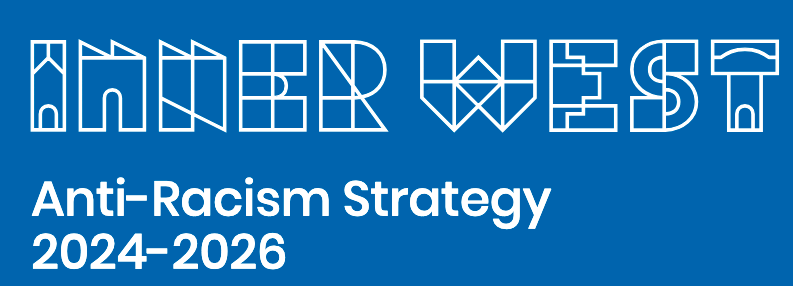 INNER WEST
Anti-Racism Strategy
2024-2026